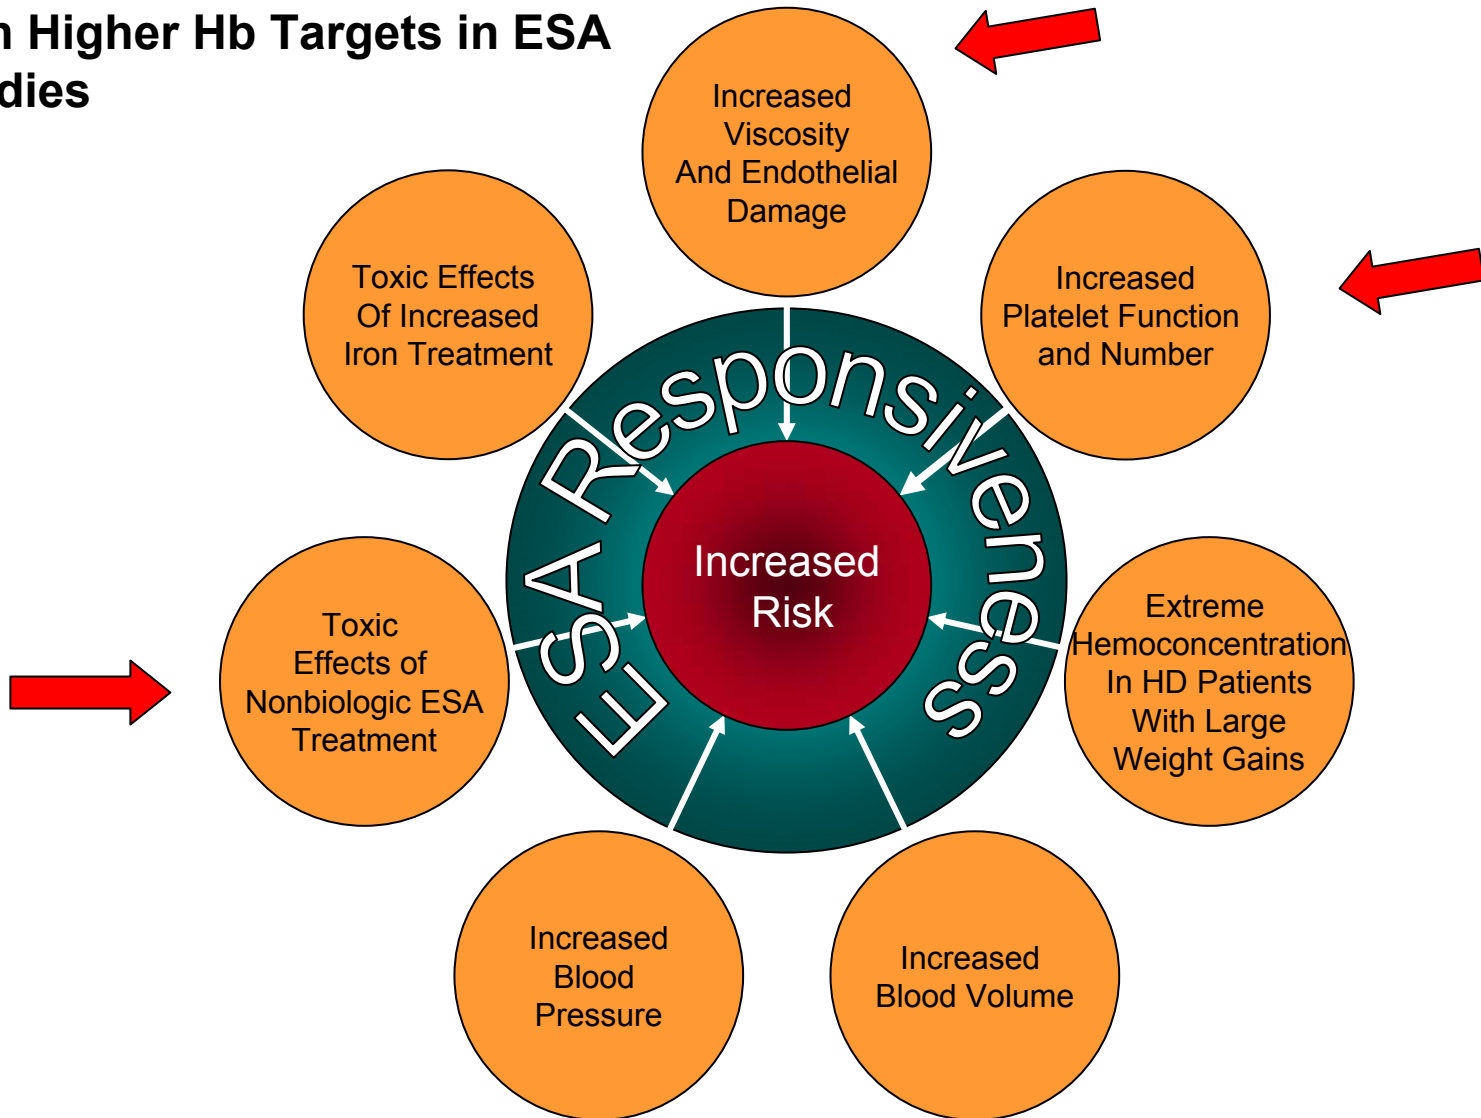 Higher Hb Targets in ESA
Increased
Viscosity
And Endothelial
Damage
Toxic Effects
Of Increased
Iron Treatment
Increased
Platelet Function
and Number
ESA Responsiveness
Increased
Risk
Toxic
Effects of
Nonbiologic ESA
Treatment
Extreme
Hemoconcentration
In HD Patients
With Large
Weight Gains
Increased
Blood
Pressure
Increased
Blood Volume